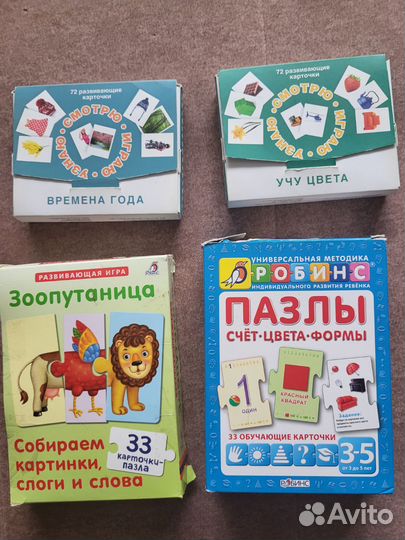 72 развивающие
карточки
СМОТРЮ • ИГРАЮ • УЗНАЮ
ВРЕМЕНА ГОДА
72 развивающие
карточки
СМОТРЮ • ИГРАЮ • УЗНАЮ
УЧУ ЦВЕТА
РАЗВИВАЮЩАЯ ИГРА
Зоопутаница
33
карточки-
пазла
Собираем
картинки,
слоги и слова
УНИВЕРСАЛЬНАЯ МЕТОДИКА
РОБИНС
ИНДИВИДУАЛЬНОГО РАЗВИТИЯ РЕБЁНКА
ПАЗЛЫ
СЧЁТ•ЦВЕТА•ФОРМЫ
1
ОДИН
КРАСНЫЙ
КВАДРАТ
Задание:
33 ОБУЧАЮЩИЕ КАРТОЧКИ
?
3-5
от 3 до 5 лет
РОБИНС
Avito